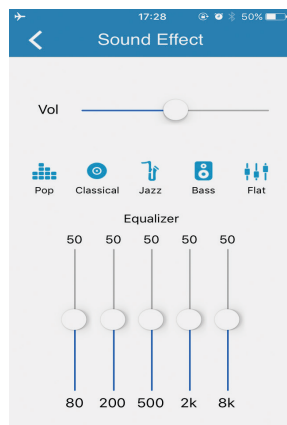 17:28 50%
Sound Effect
Vol
Pop Classical Jazz Bass Flat
Equalizer
50 50 50 50 50
80 200 500 2k 8k